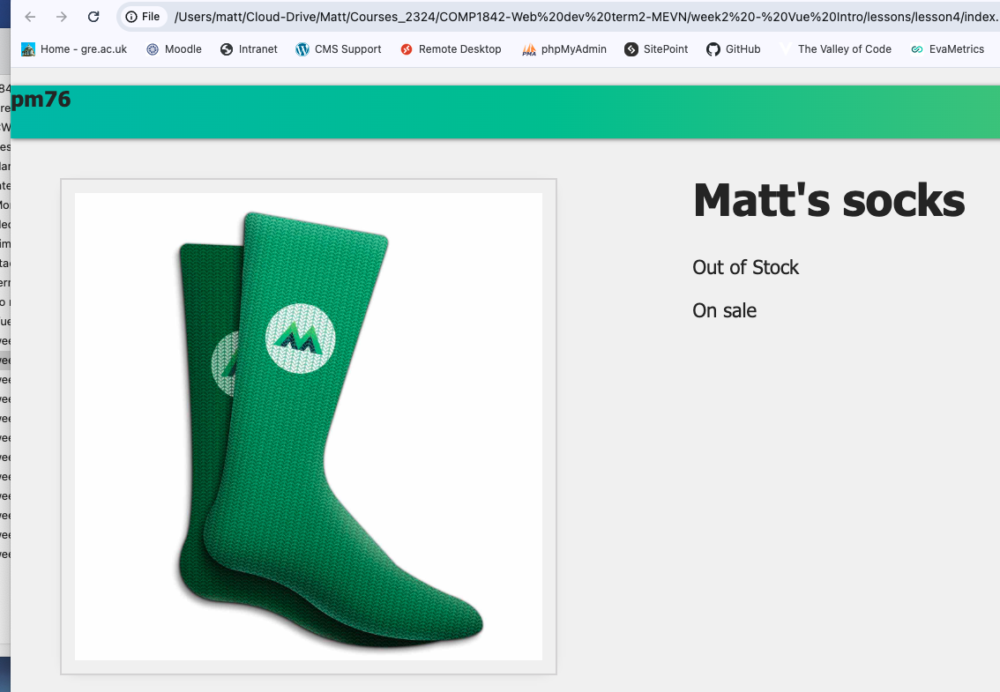 File /Users/matt/Cloud-Drive/Matt/Courses_2324/COMP1842-Web%20dev%20term2-MEVN/week2%20-%20Vue%20Intro/lessons/lesson4/index.
Home - gre.ac.uk Moodle Intranet CMS Support Remote Desktop phpMyAdmin SitePoint GitHub The Valley of Code EvaMetrics
pm76
Matt's socks
Out of Stock
On sale